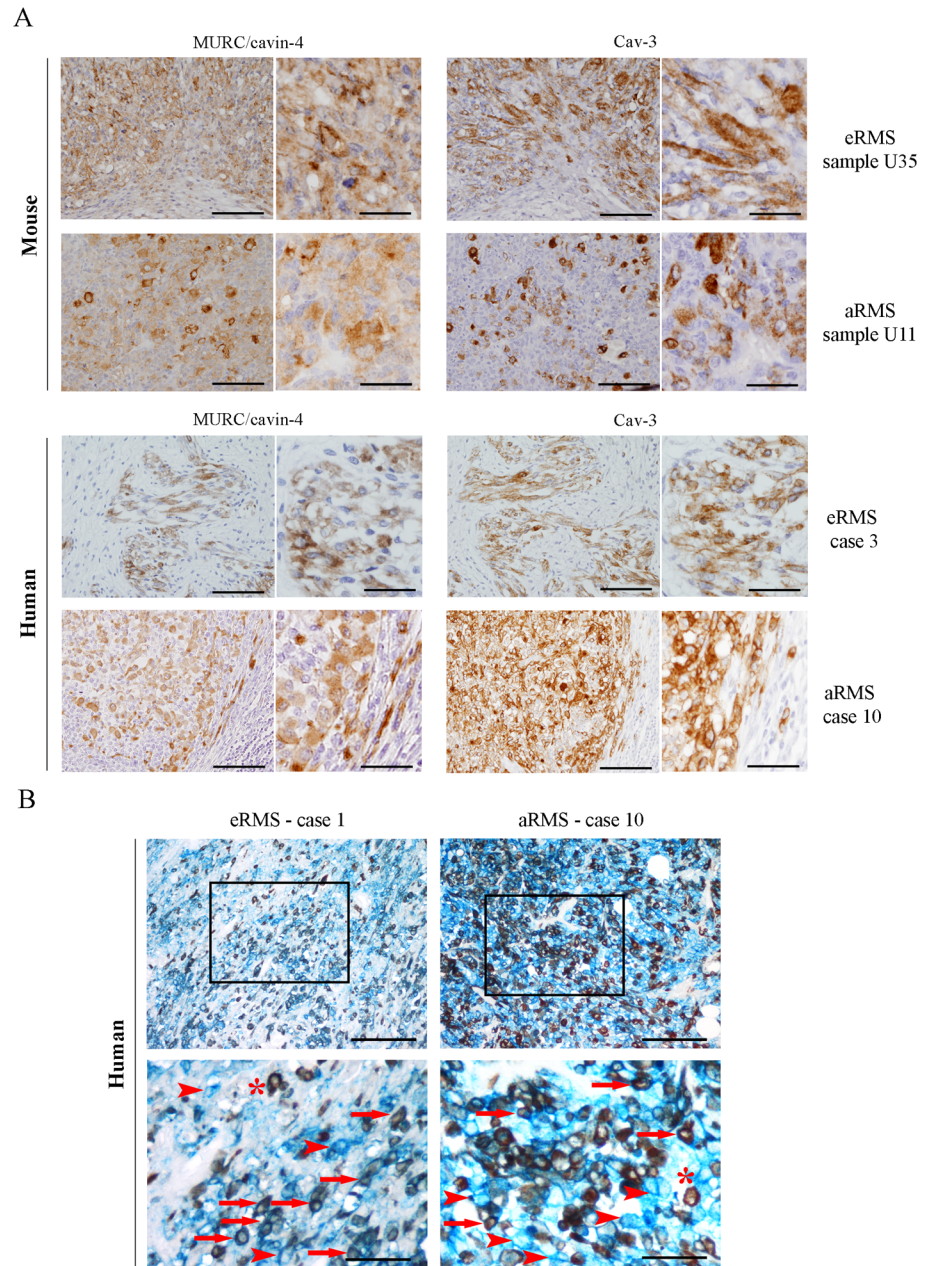 A
MURC/cavin-4
Cav-3
Mouse
eRMS
sample U35
aRMS
sample U11
MURC/cavin-4
Cav-3
Human
eRMS
case 3
aRMS
case 10
B
eRMS - case 1
aRMS - case 10
Human
*
*